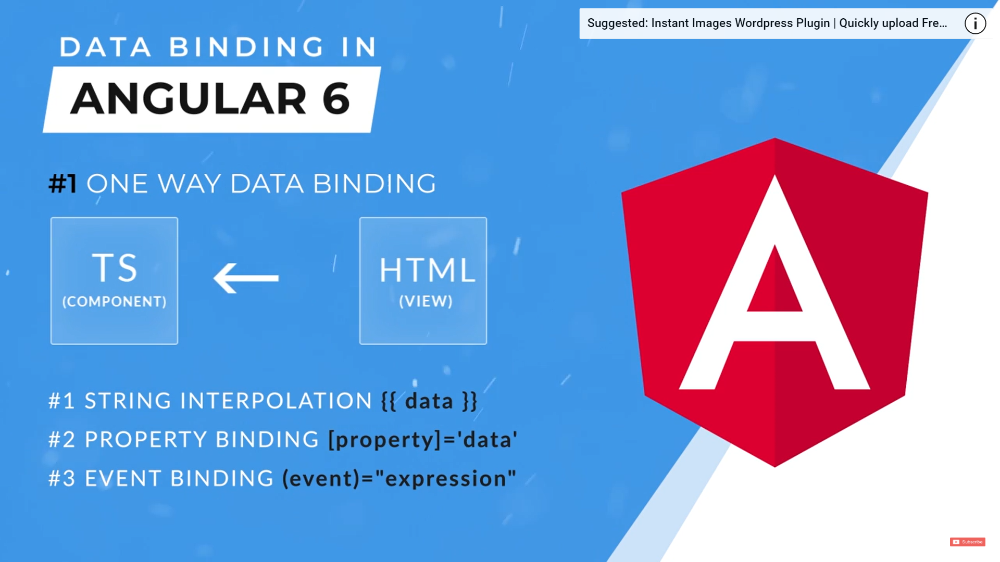 Suggested: Instant Images Wordpress Plugin | Quickly upload Fre...
DATA BINDING IN
ANGULAR 6
#1 ONE WAY DATA BINDING
TS
(COMPONENT)
HTML
(VIEW)
#1 STRING INTERPOLATION {{ data }}
#2 PROPERTY BINDING [property]='data'
#3 EVENT BINDING (event)="expression"
A
Subscribe